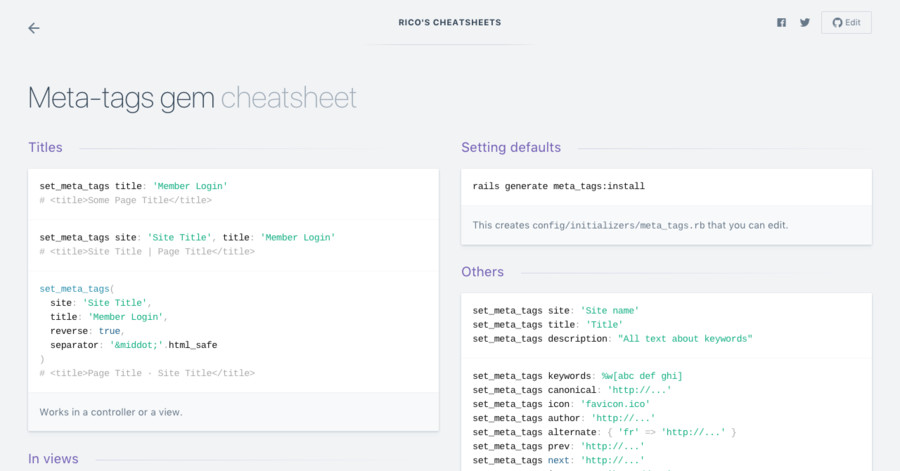 RICO'S CHEATSHEETS
Edit
Meta-tags gem cheatsheet
Titles
set_meta_tags title: 'Member Login'
# <title>Some Page Title</title>
set_meta_tags site: 'Site Title', title: 'Member Login'
# <title>Site Title | Page Title</title>
set_meta_tags(
  site: 'Site Title',
  title: 'Member Login',
  reverse: true,
  separator: '&middot;'.html_safe
)
# <title>Page Title · Site Title</title>
Works in a controller or a view.
In views
Setting defaults
rails generate meta_tags:install
This creates config/initializers/meta_tags.rb that you can edit.
Others
set_meta_tags site: 'Site name'
set_meta_tags title: 'Title'
set_meta_tags description: "All text about keywords"
set_meta_tags keywords: %w[abc def ghi]
set_meta_tags canonical: 'http://...'
set_meta_tags icon: 'favicon.ico'
set_meta_tags author: 'http://...'
set_meta_tags alternate: { 'fr' => 'http://...' }
set_meta_tags prev: 'http://...'
set_meta_tags next: 'http://...'